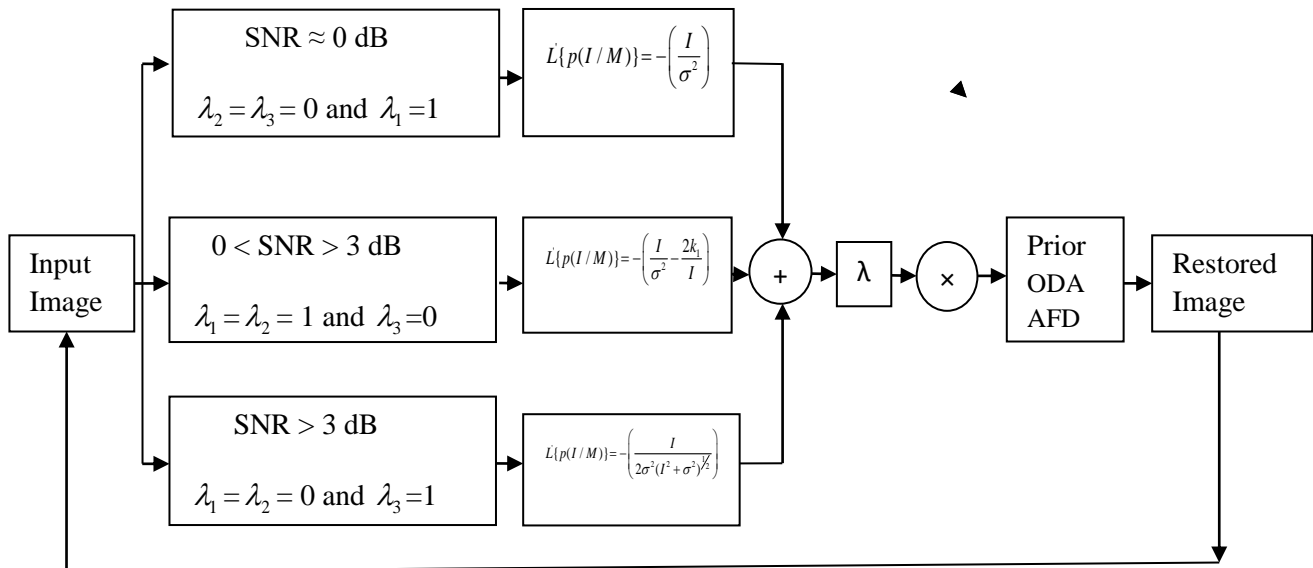 SNR ≈ 0 dB
λ₂ = λ₃ = 0 and λ₁ = 1
L̇{p(I / M)} = −(I / σ²)
Input
Image
0 < SNR > 3 dB
λ₁ = λ₂ = 1 and λ₃ =0
L̇{p(I / M)} = −(I / σ² − 2k₁ / I)
+
λ
×
Prior
ODA
AFD
Restored
Image
SNR > 3 dB
λ₁ = λ₂ = 0 and λ₃ =1
L̇{p(I / M)} = −(I / 2σ²(I² + σ²)^½)